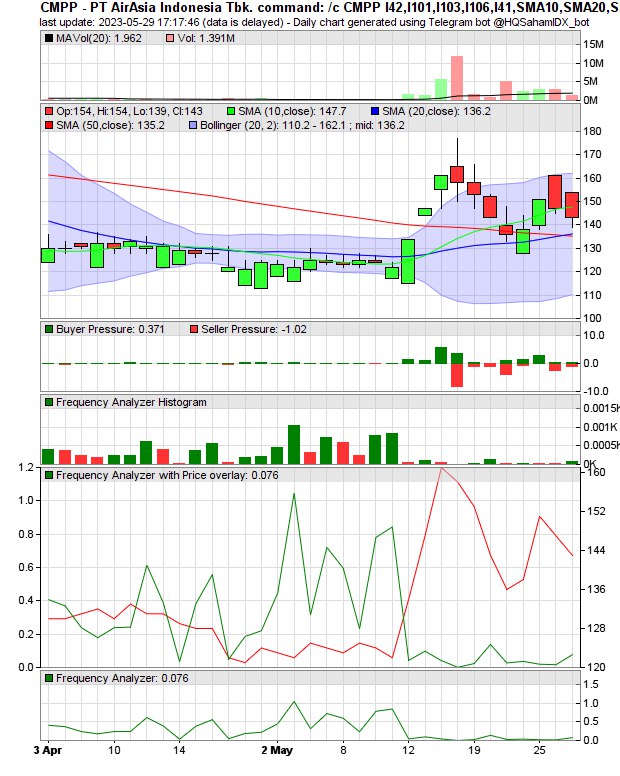 CMPP - PT AirAsia Indonesia Tbk. command: /c CMPP I42,I101,I103,I106,I41,SMA10,SMA20,S
last update: 2023-05-29 17:17:46 (data is delayed) - Daily chart generated using Telegram bot @HQSahamIDX_bot
MAVol(20): 1.962 Vol: 1.391M
15M
10M
5M
0M
Op:154, Hi:154, Lo:139, Cl:143 SMA (10,close): 147.7 SMA (20,close): 136.2
SMA (50,close): 135.2 Bollinger (20, 2): 110.2 - 162.1 ; mid: 136.2
180
170
160
150
140
130
120
110
100
Buyer Pressure: 0.371 Seller Pressure: -1.02
10.0
0.0
-10.0
Frequency Analyzer Histogram
0.0015K
0.001K
0.0005K
0K
Frequency Analyzer with Price overlay: 0.076
1.2
1.0
0.8
0.6
0.4
0.2
0.0
160
152
144
136
128
120
Frequency Analyzer: 0.076
1.5
1.0
0.5
0.0
3 Apr 10 14 2 May 8 12 19 25